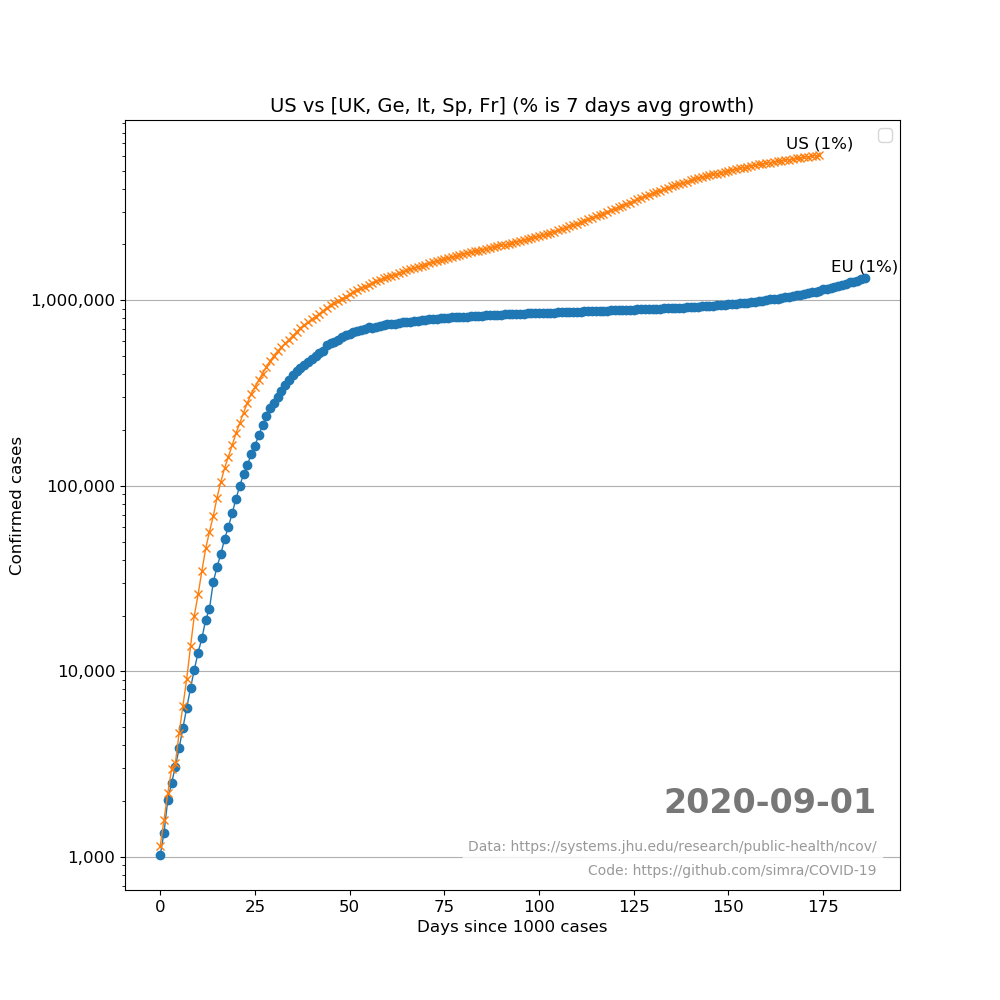 US vs [UK, Ge, It, Sp, Fr] (% is 7 days avg growth)
US (1%)
EU (1%)
1,000,000
100,000
10,000
1,000
Confirmed cases
2020-09-01
Data: https://systems.jhu.edu/research/public-health/ncov/
Code: https://github.com/simra/COVID-19
0 25 50 75 100 125 150 175
Days since 1000 cases